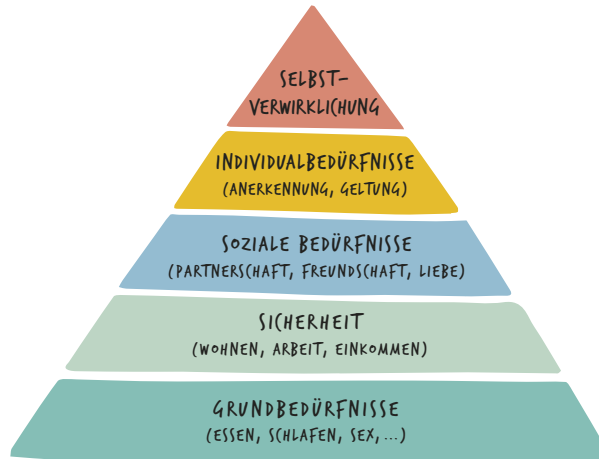 SELBST-
VERWIRKLICHUNG
INDIVIDUALBEDÜRFNISSE
(ANERKENNUNG, GELTUNG)
SOZIALE BEDÜRFNISSE
(PARTNERSCHAFT, FREUNDSCHAFT, LIEBE)
SICHERHEIT
(WOHNEN, ARBEIT, EINKOMMEN)
GRUNDBEDÜRFNISSE
(ESSEN, SCHLAFEN, SEX, ...)